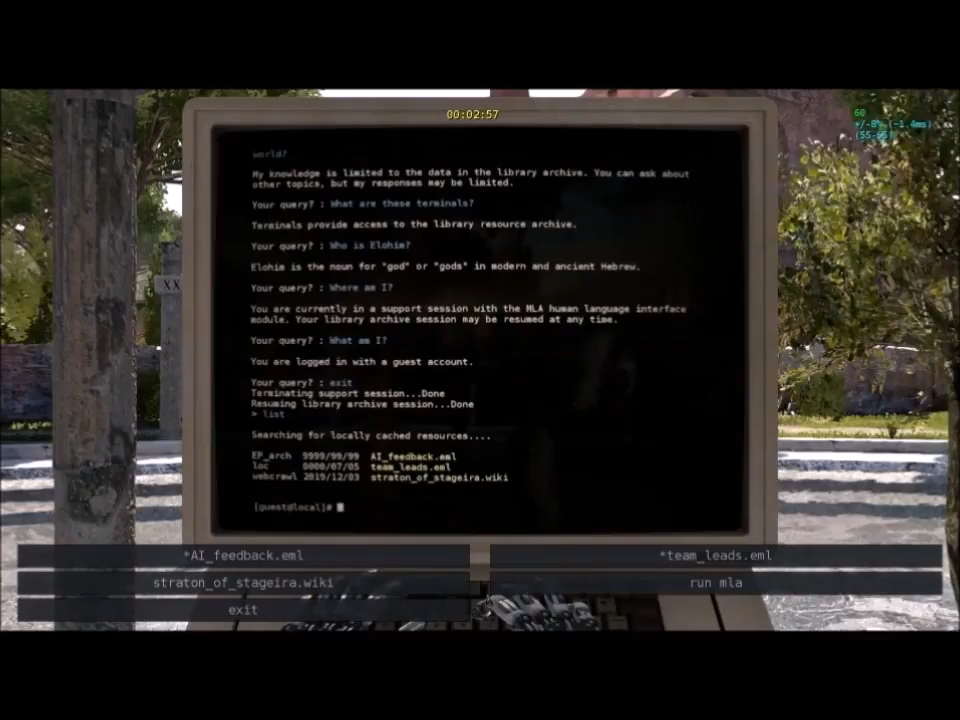 00:02:57
60
+/-8% (~1.4ms)
XX
world?
My knowledge is limited to the data in the library archive. You can ask about
other topics, but my responses may be limited.
Your query? : What are these terminals?
Terminals provide access to the library resource archive.
Your query? : Who is Elohim?
Elohim is the noun for "god" or "gods" in modern and ancient Hebrew.
Your query? : Where am I?
You are currently in a support session with the MLA human language interface
module. Your library archive session may be resumed at any time.
Your query? : What am I?
You are logged in with a guest account.
Your query? : exit
Terminating support session...Done
Resuming library archive session...Done
> list
Searching for locally cached resources....
EP_arch 9999/99/99 AI_feedback.eml
loc 0000/07/05 team_leads.eml
webcrawl 2019/12/03 straton_of_stageira.wiki
[guest@local]#
*AI_feedback.eml *team_leads.eml
straton_of_stageira.wiki run mla
exit